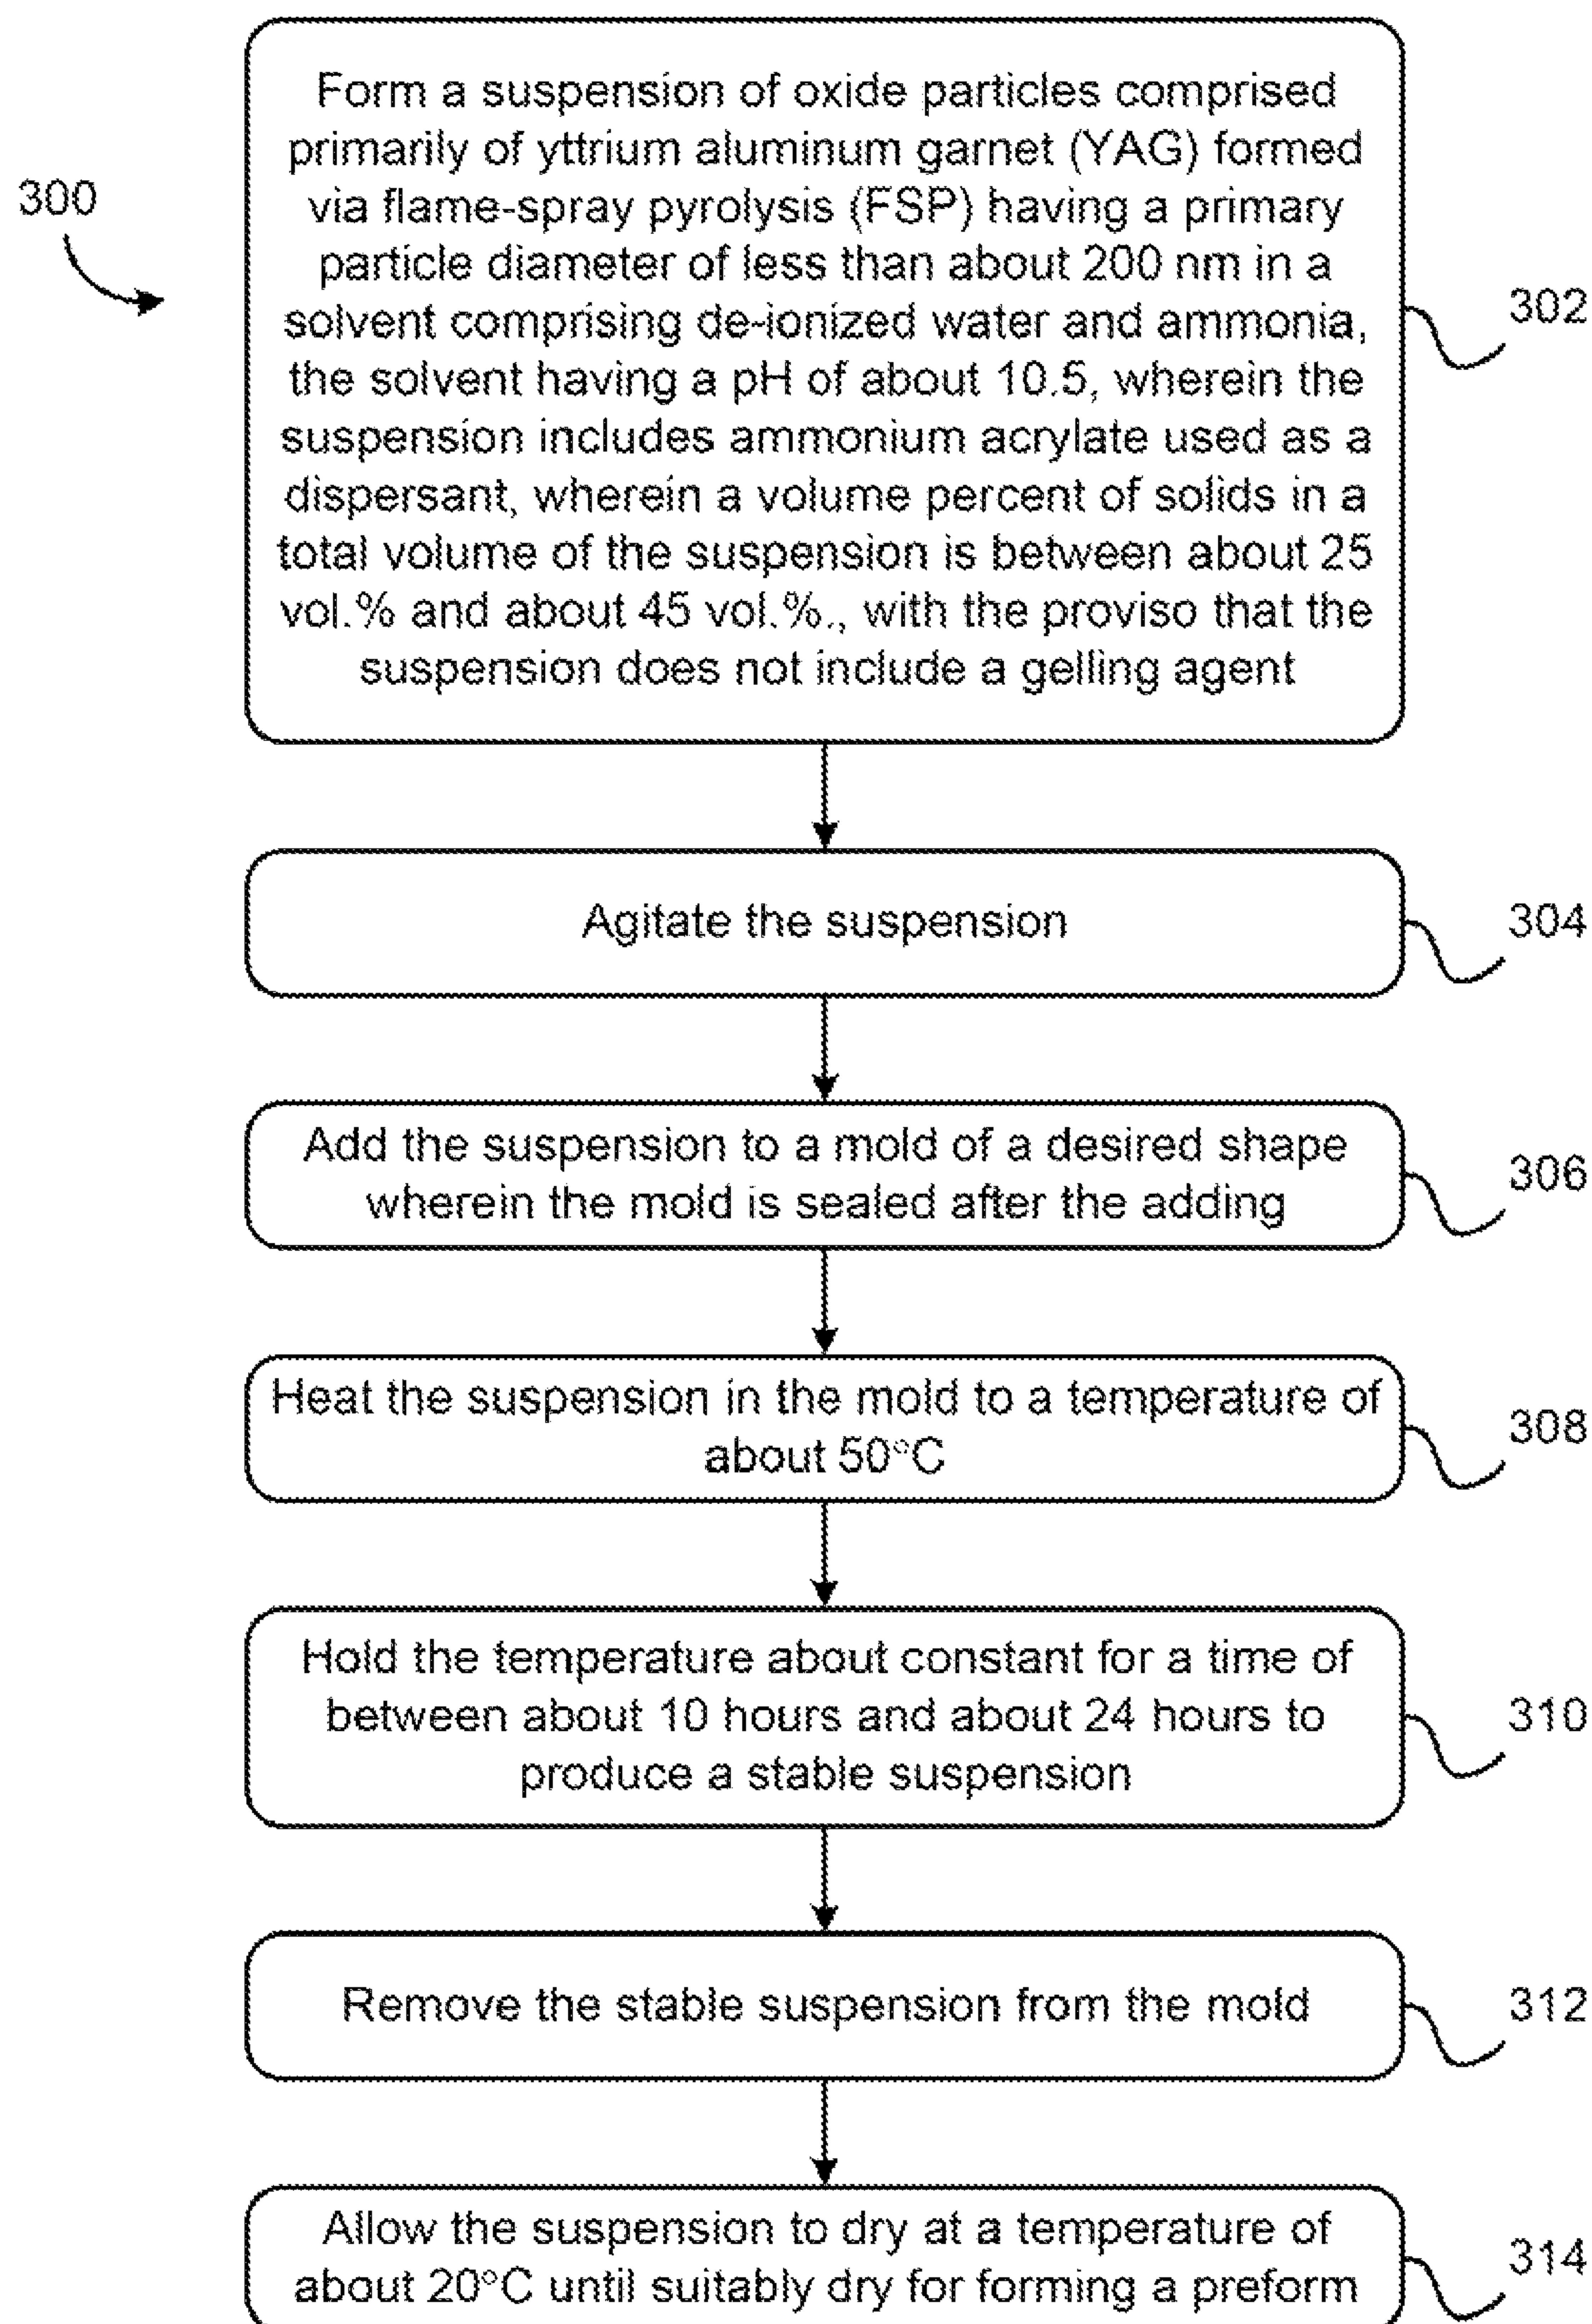 300
Form a suspension of oxide particles comprised
primarily of yttrium aluminum garnet (YAG) formed
via flame-spray pyrolysis (FSP) having a primary
particle diameter of less than about 200 nm in a
solvent comprising de-ionized water and ammonia,
the solvent having a pH of about 10.5, wherein the
suspension includes ammonium acrylate used as a
dispersant, wherein a volume percent of solids in a
total volume of the suspension is between about 25
vol.% and about 45 vol.%., with the proviso that the
suspension does not include a gelling agent
302
Agitate the suspension
304
Add the suspension to a mold of a desired shape
wherein the mold is sealed after the adding
306
Heat the suspension in the mold to a temperature of
about 50°C
308
Hold the temperature about constant for a time of
between about 10 hours and about 24 hours to
produce a stable suspension
310
Remove the stable suspension from the mold
312
Allow the suspension to dry at a temperature of
about 20°C until suitably dry for forming a preform
314